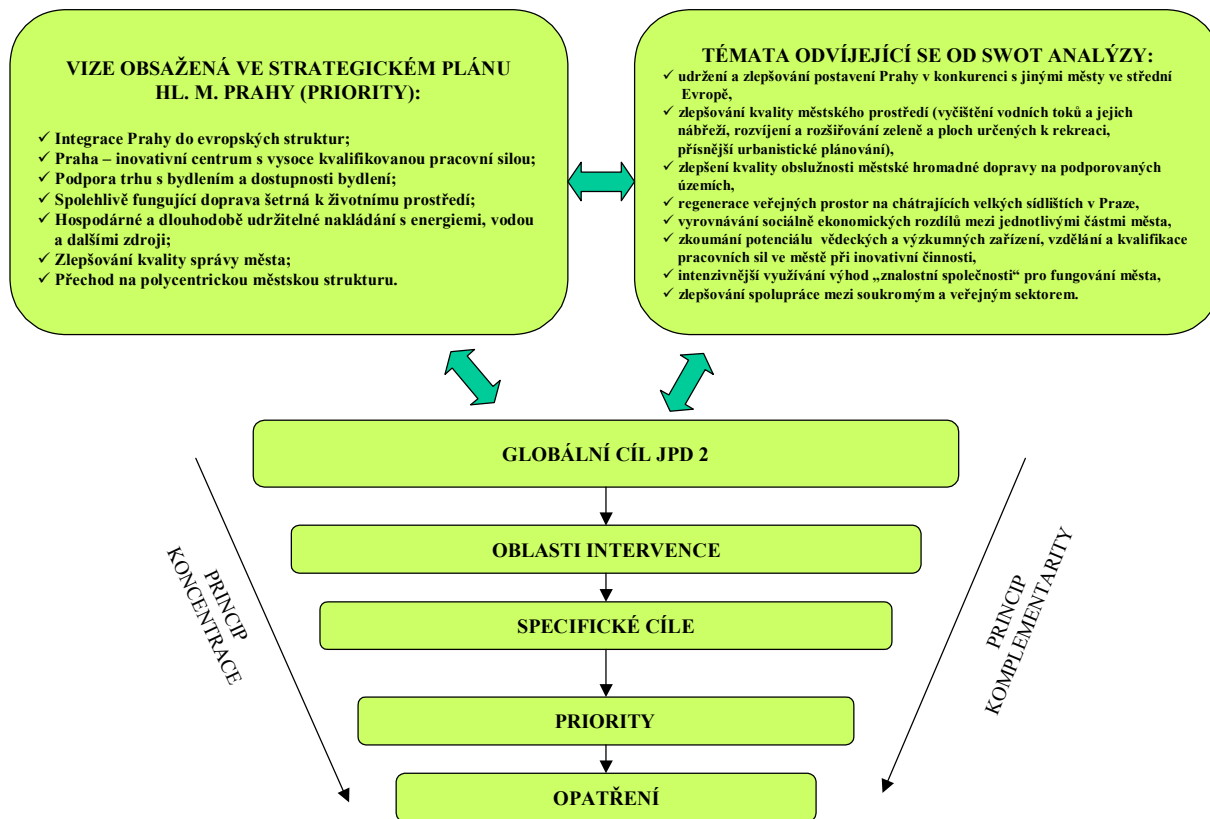 VIZE OBSAŽENÁ VE STRATEGICKÉM PLÁNU
HL. M. PRAHY (PRIORITY):
✓ Integrace Prahy do evropských struktur;
✓ Praha – inovativní centrum s vysoce kvalifikovanou pracovní silou;
✓ Podpora trhu s bydlením a dostupnosti bydlení;
✓ Spolehlivě fungující doprava šetrná k životnímu prostředí;
✓ Hospodárné a dlouhodobě udržitelné nakládání s energiemi, vodou
a dalšími zdroji;
✓ Zlepšování kvality správy města;
✓ Přechod na polycentrickou městskou strukturu.
TÉMATA ODVÍJEJÍCÍ SE OD SWOT ANALÝZY:
✓ udržení a zlepšování postavení Prahy v konkurenci s jinými městy ve střední
Evropě,
✓ zlepšování kvality městského prostředí (vyčištění vodních toků a jejich
nábřeží, rozvíjení a rozšiřování zeleně a ploch určených k rekreaci,
přísnější urbanistické plánování),
✓ zlepšení kvality obslužnosti městské hromadné dopravy na podporovaných
územích,
✓ regenerace veřejných prostor na chátrajících velkých sídlištích v Praze,
✓ vyrovnávání sociálně ekonomických rozdílů mezi jednotlivými částmi města,
✓ zkoumání potenciálu vědeckých a výzkumných zařízení, vzdělání a kvalifikace
pracovních sil ve městě při inovativní činnosti,
✓ intenzivnější využívání výhod „znalostní společnosti“ pro fungování města,
✓ zlepšování spolupráce mezi soukromým a veřejným sektorem.
GLOBÁLNÍ CÍL JPD 2
OBLASTI INTERVENCE
SPECIFICKÉ CÍLE
PRIORITY
OPATŘENÍ
PRINCIP
KONCENTRACE
PRINCIP
KOMPLEMENTARITY